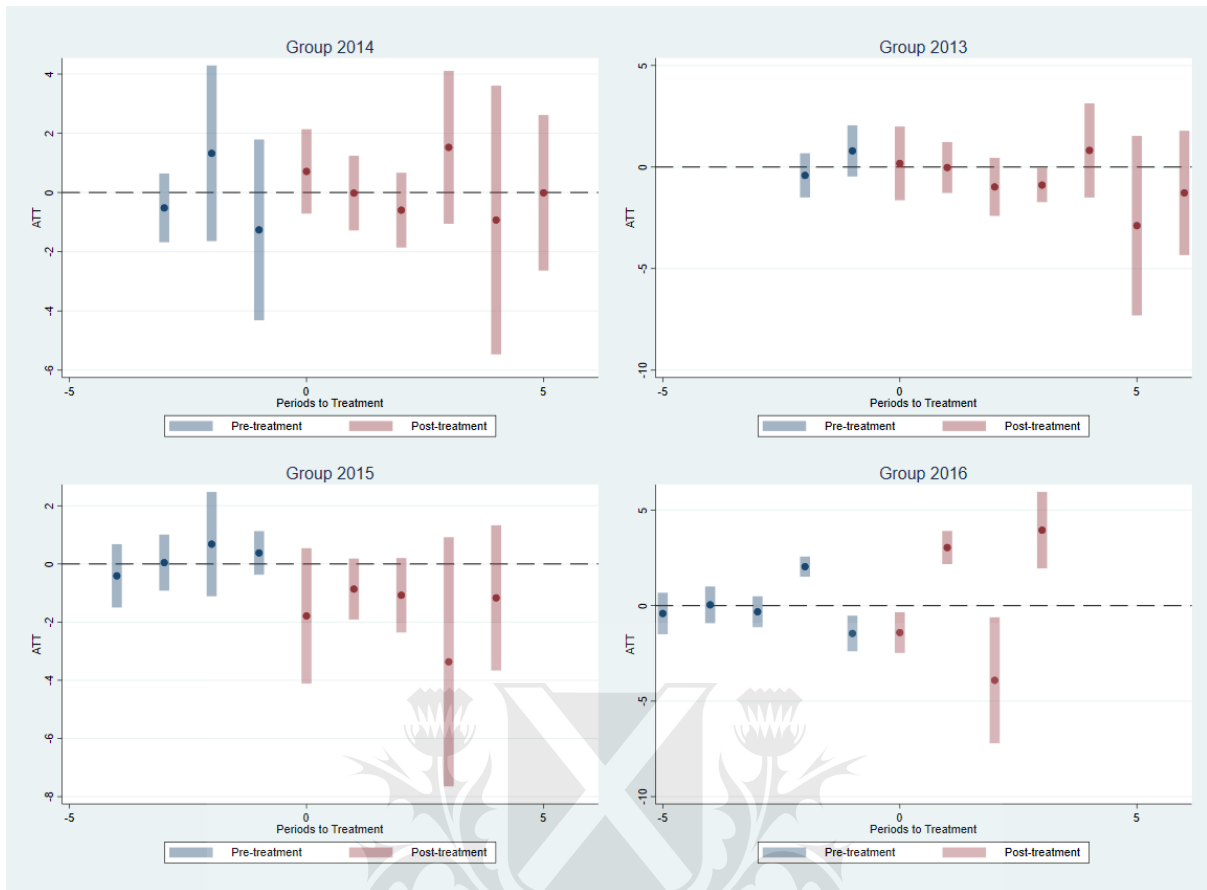 Group 2014
ATT
4
2
0
-2
-4
-6
-5 0 5
Periods to Treatment
Pre-treatment Post-treatment
Group 2013
ATT
5
0
-5
-10
-5 0 5
Periods to Treatment
Pre-treatment Post-treatment
Group 2015
ATT
2
0
-2
-4
-6
-8
-5 0 5
Periods to Treatment
Pre-treatment Post-treatment
Group 2016
ATT
5
0
-5
-10
-5 0 5
Periods to Treatment
Pre-treatment Post-treatment